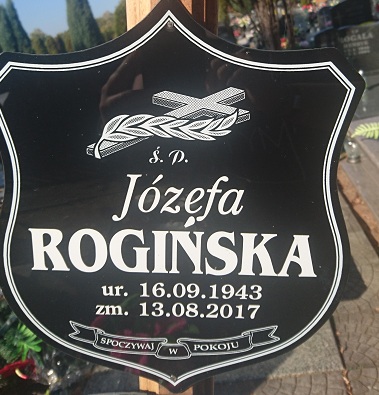 Ś. P.
Józefa
ROGIŃSKA
ur. 16.09.1943
zm. 13.08.2017
SPOCZYWAJ W POKOJU